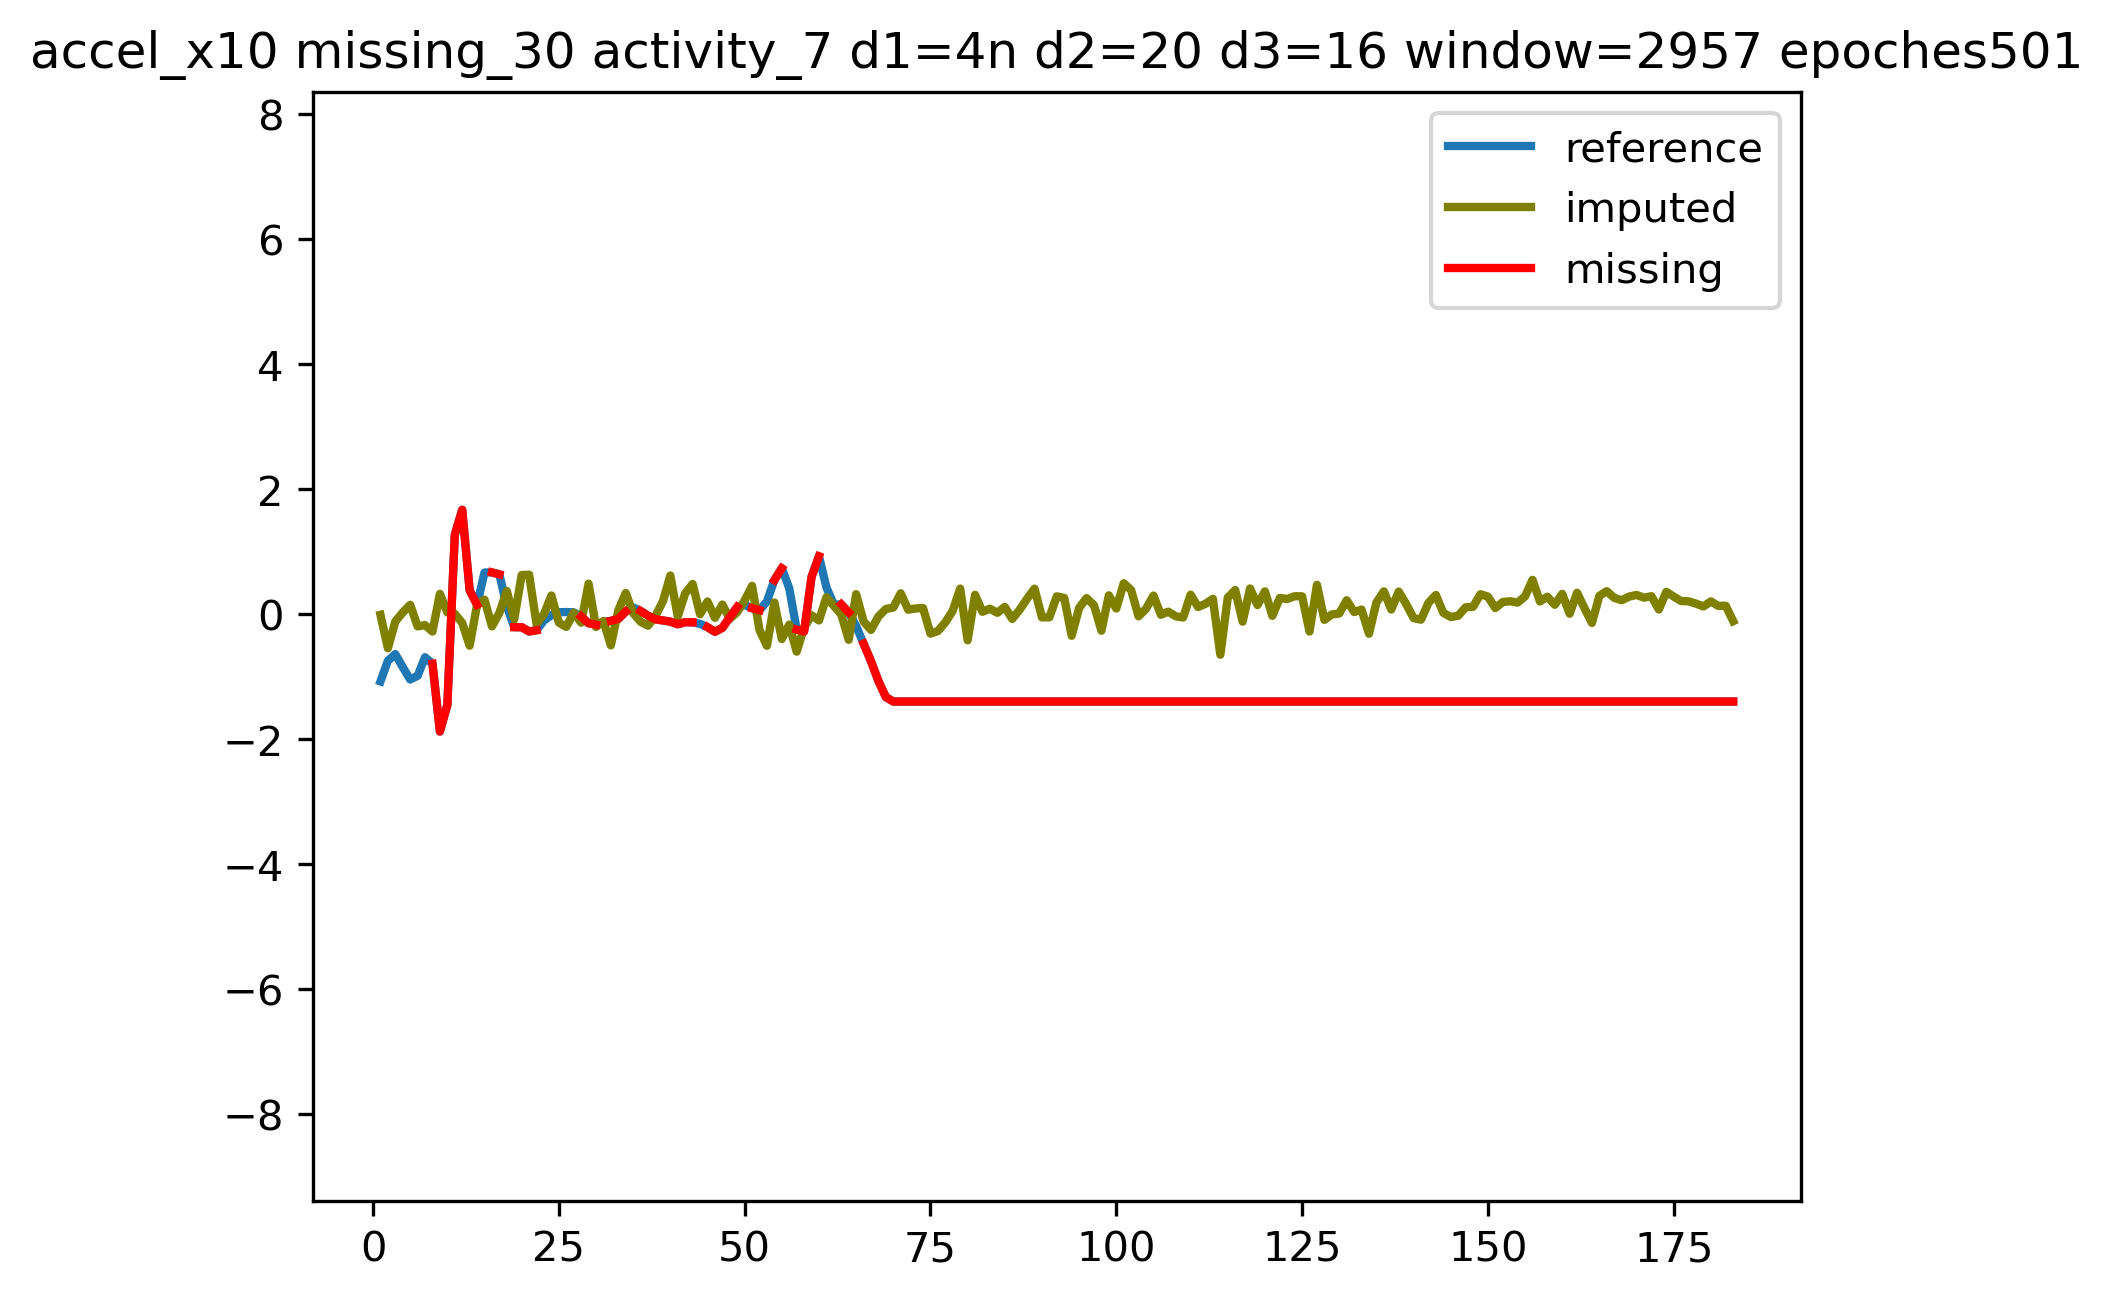 accel_x10 missing_30 activity_7 d1=4n d2=20 d3=16 window=2957 epoches501
reference
imputed
missing
8
6
4
2
0
−2
−4
−6
−8
0 25 50 75 100 125 150 175